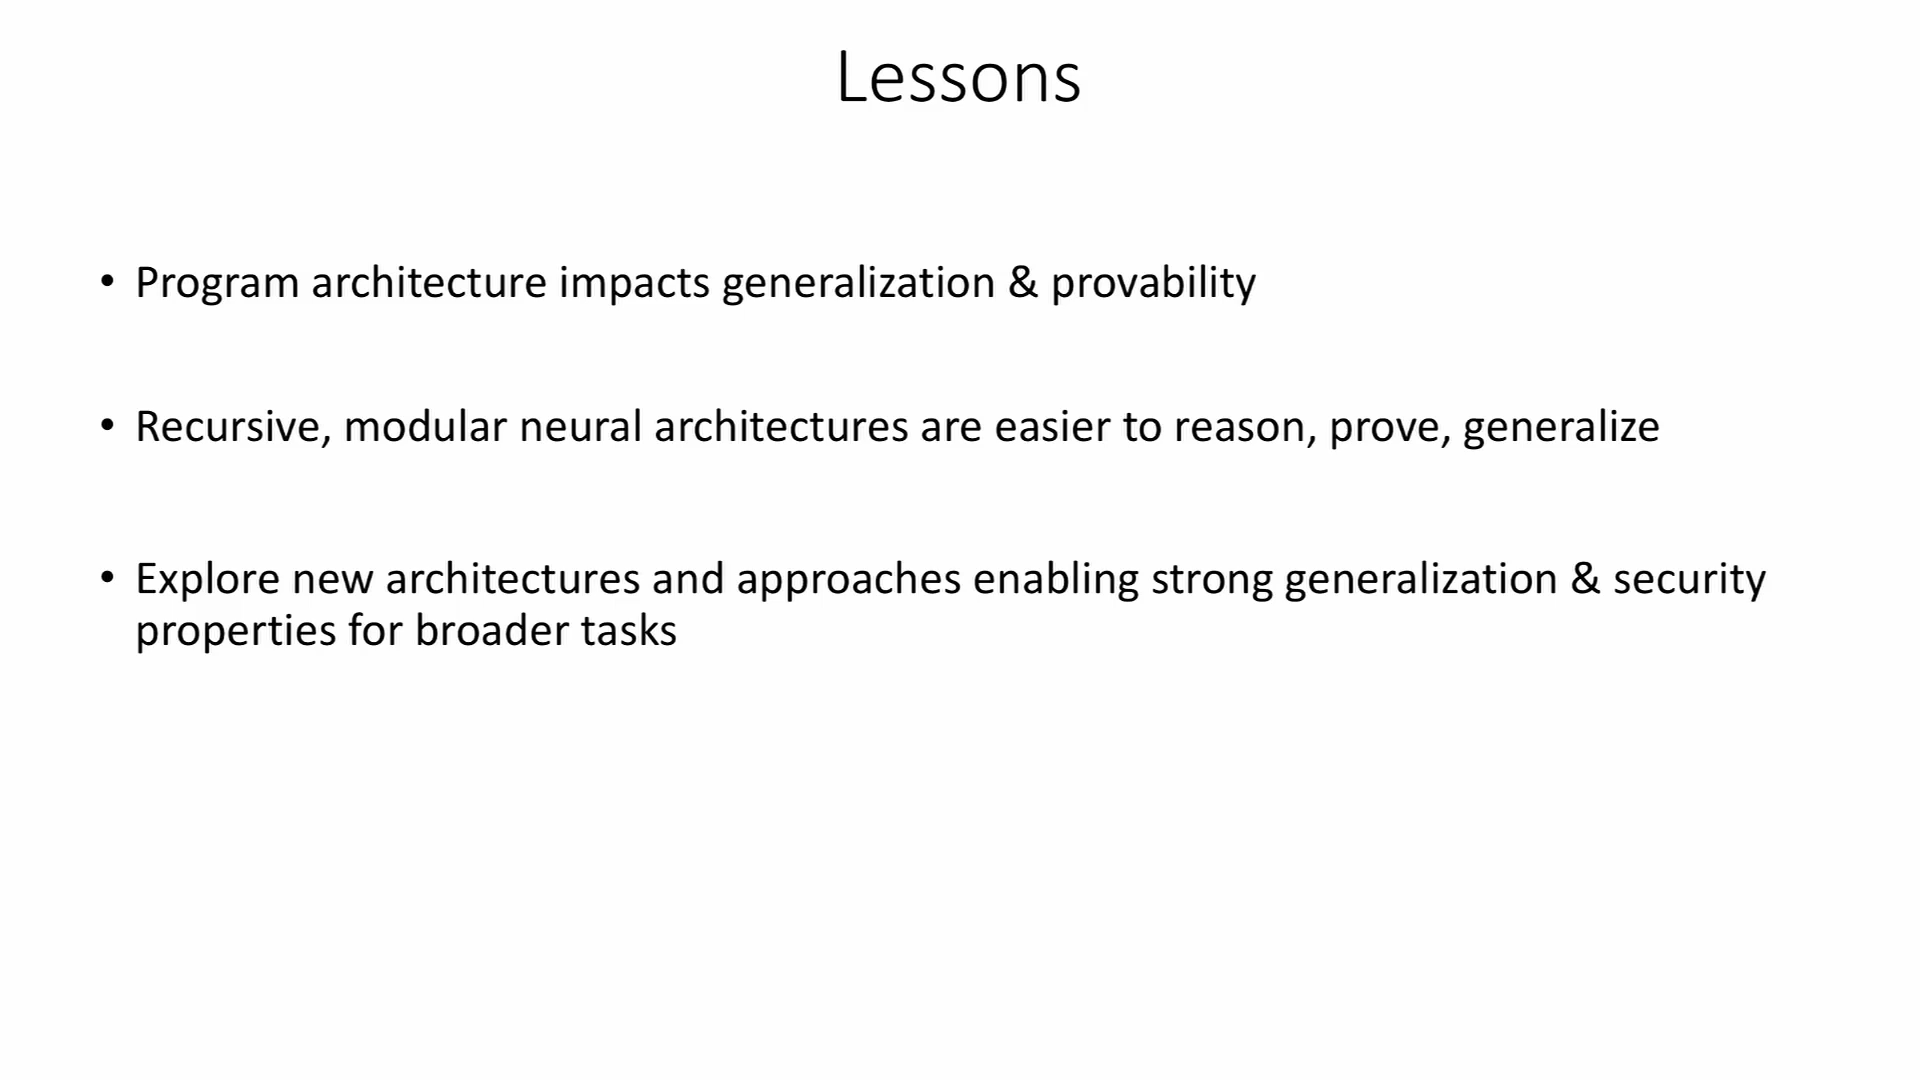 Lessons
• Program architecture impacts generalization & provability
• Recursive, modular neural architectures are easier to reason, prove, generalize
• Explore new architectures and approaches enabling strong generalization & security
properties for broader tasks